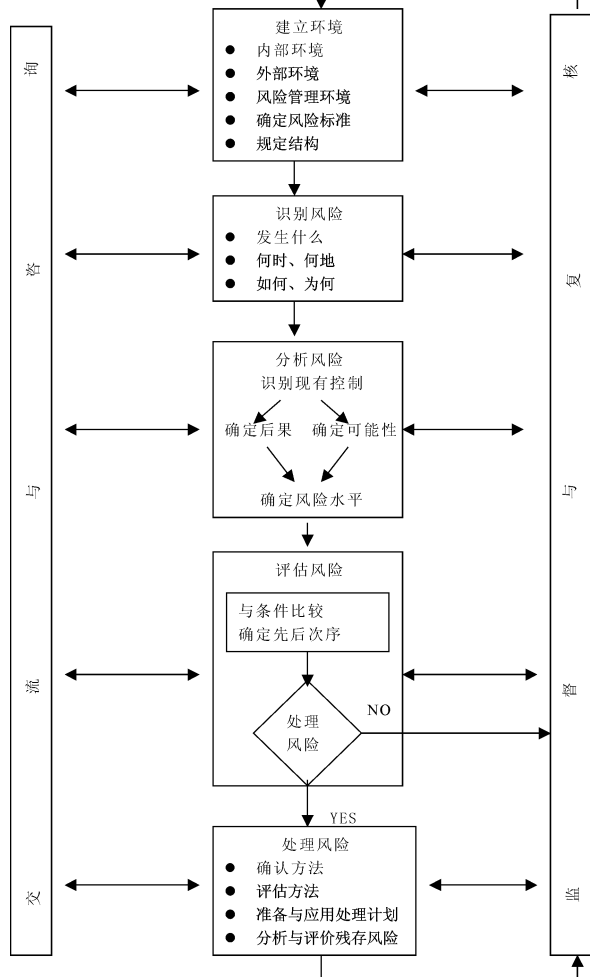 建立环境
● 内部环境
● 外部环境
● 风险管理环境
● 确定风险标准
● 规定结构
识别风险
● 发生什么
● 何时、何地
● 如何、为何
分析风险
识别现有控制
确定后果 确定可能性
确定风险水平
评估风险
与条件比较
确定先后次序
处理
风险
NO
YES
处理风险
● 确认方法
● 评估方法
● 准备与应用处理计划
● 分析与评价残存风险
询
咨
与
流
交
核
复
与
督
监